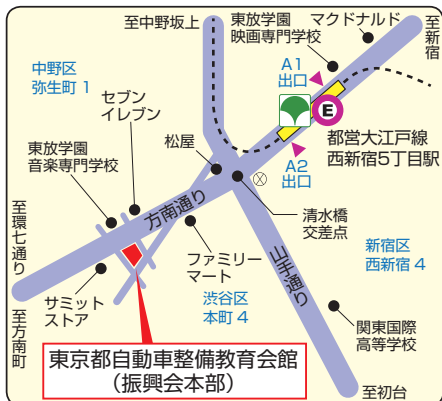 至中野坂上
東放学園
映画専門学校
マクドナルド
至新宿
中野区
弥生町 1
A1
出口
セブン
イレブン
E
東放学園
音楽専門学校
松屋
都営大江戸線
西新宿5丁目駅
A2
出口
方南通り
清水橋
交差点
至環七通り
ファミリー
マート
山手通り
新宿区
西新宿 4
サミット
ストア
渋谷区
本町 4
至方南町
関東国際
高等学校
東京都自動車整備教育会館
(振興会本部)
至初台